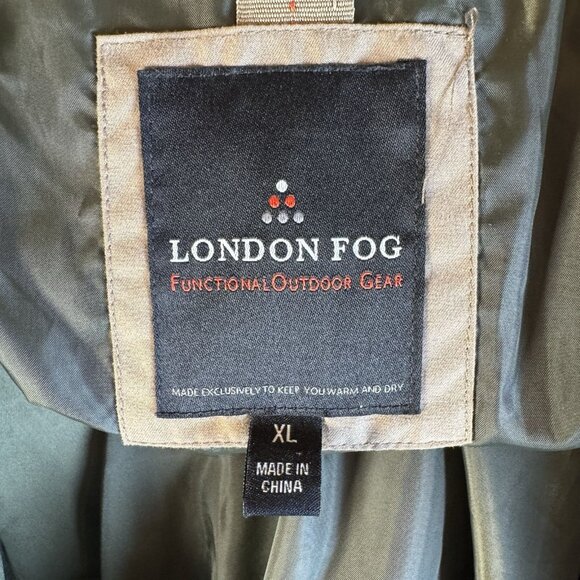 LONDON FOG
FUNCTIONAL OUTDOOR GEAR
MADE EXCLUSIVELY TO KEEP YOU WARM AND DRY
XL
MADE IN
CHINA